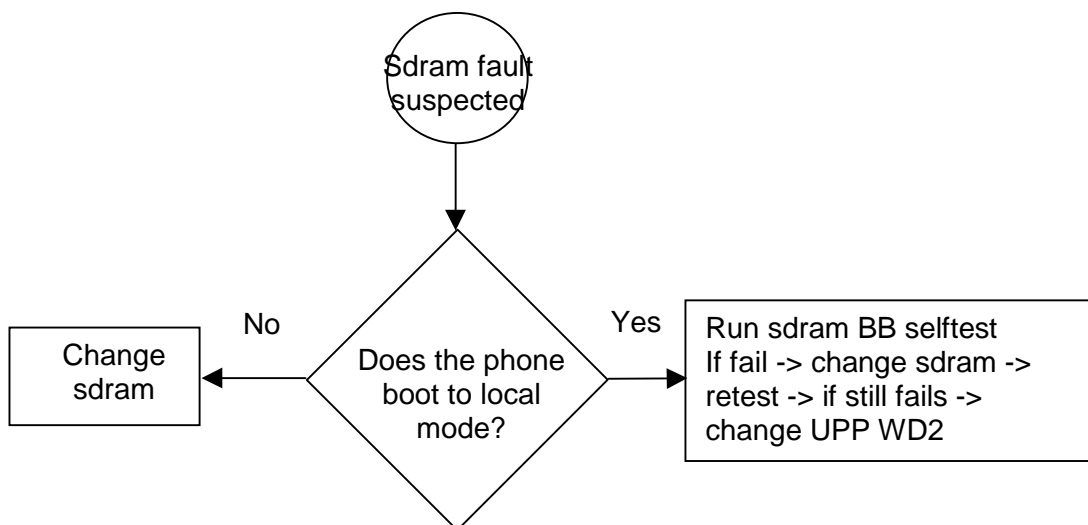 Sdram fault
suspected
No
Yes
Change
sdram
Does the phone
boot to local
mode?
Run sdram BB selftest
If fail -> change sdram ->
retest -> if still fails ->
change UPP WD2